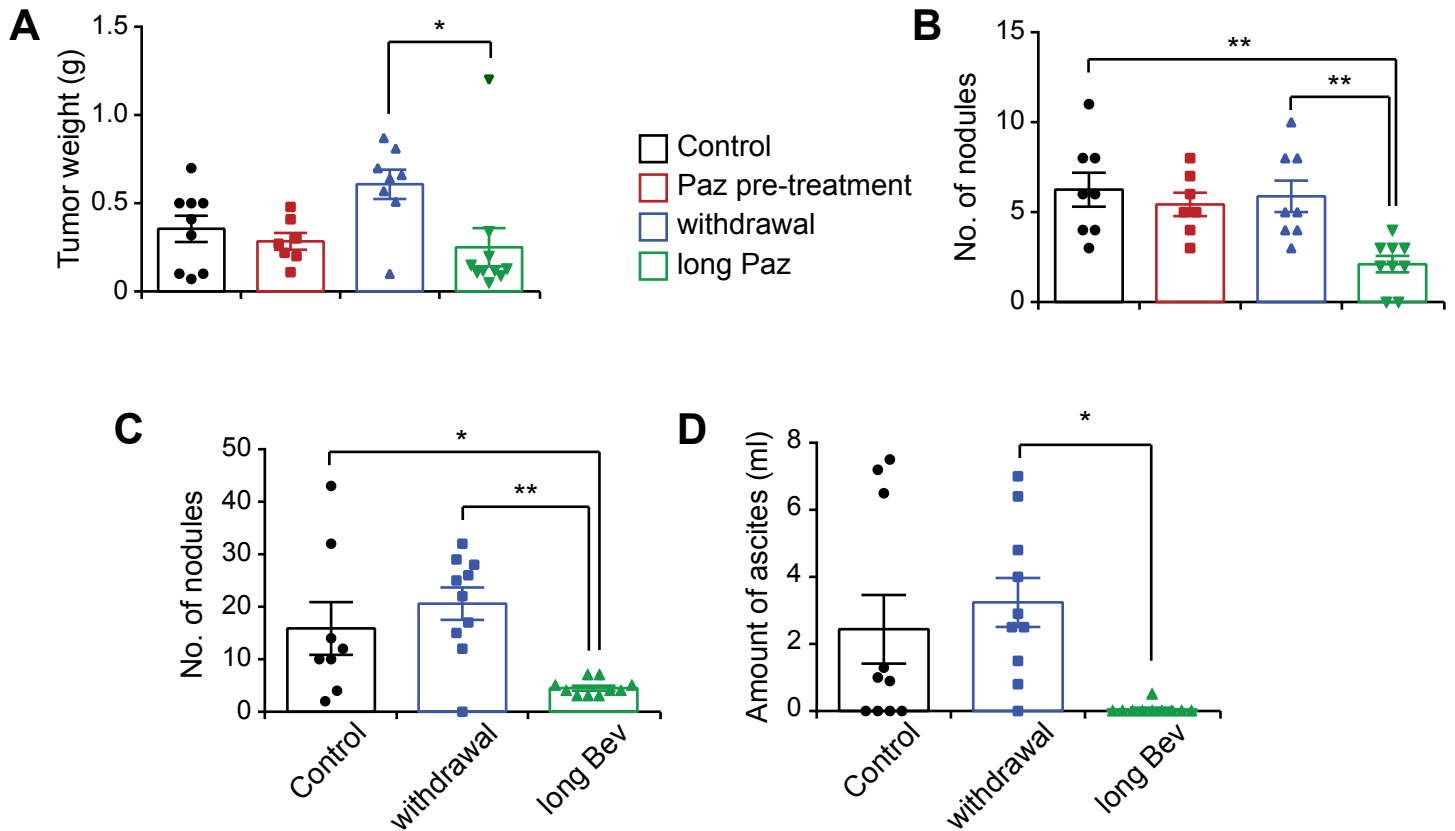 A
Tumor weight (g)
1.5
1.0
0.5
0
*
Control
Paz pre-treatment
withdrawal
long Paz
B
No. of nodules
15
10
5
0
**
**
C
No. of nodules
50
40
30
20
10
0
*
**
Control
withdrawal
long Bev
D
Amount of ascites (ml)
8
6
4
2
0
*
Control
withdrawal
long Bev